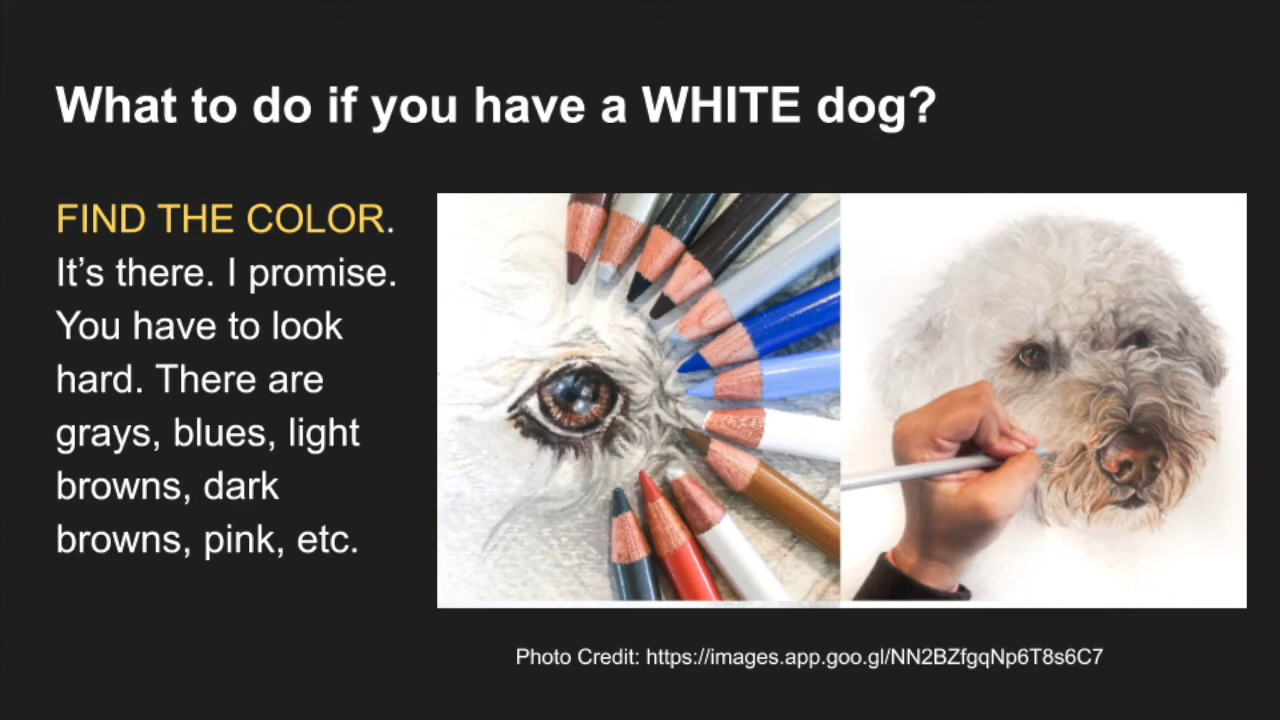 What to do if you have a WHITE dog?
FIND THE COLOR.
It’s there. I promise.
You have to look
hard. There are
grays, blues, light
browns, dark
browns, pink, etc.
Photo Credit: https://images.app.goo.gl/NN2BZfgqNp6T8s6C7